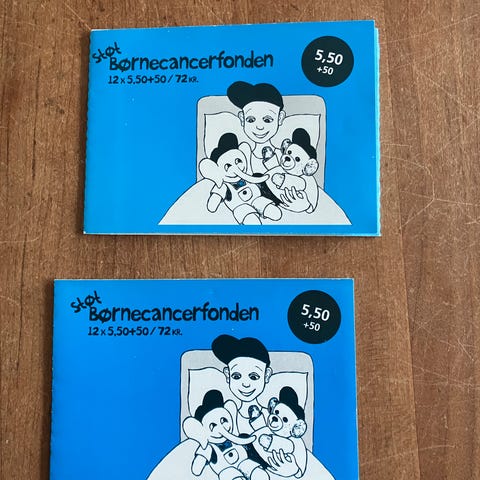 Støt
Børnecancerfonden
12 x 5,50+50 / 72 KR.
5,50
+50
Støt
Børnecancerfonden
12 x 5,50+50 / 72 KR.
5,50
+50